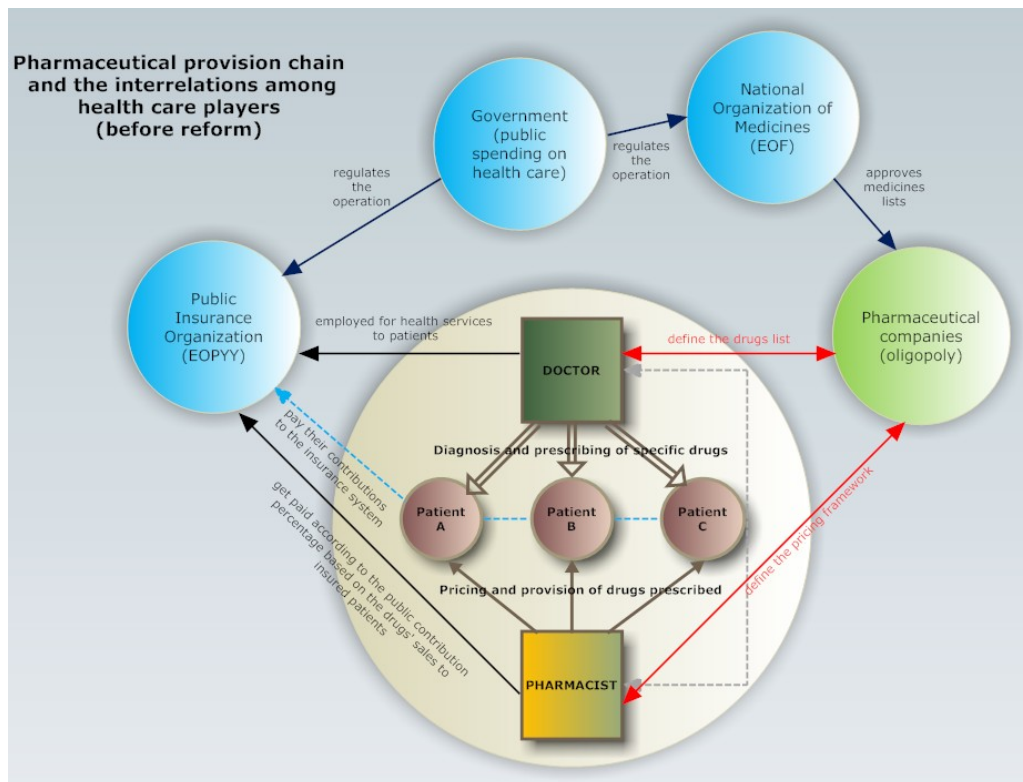 Pharmaceutical provision chain
and the interrelations among
health care players
(before reform)
Government
(public
spending on
health care)
National
Organization of
Medicines
(EOF)
regulates
the
operation
regulates
the
operation
approves
medicines
lists
Public
Insurance
Organization
(EOPYY)
Pharmaceutical
companies
(oligopoly)
employed for health services
to patients
DOCTOR
define the drugs list
pay their contributions
to the insurance
system
Diagnosis and prescribing of specific drugs
Patient
A
Patient
B
Patient
C
get paid according to the public contribution
percentage based on the drugs' sales to
insured patients
define the pricing framework
Pricing and provision of drugs prescribed
PHARMACIST